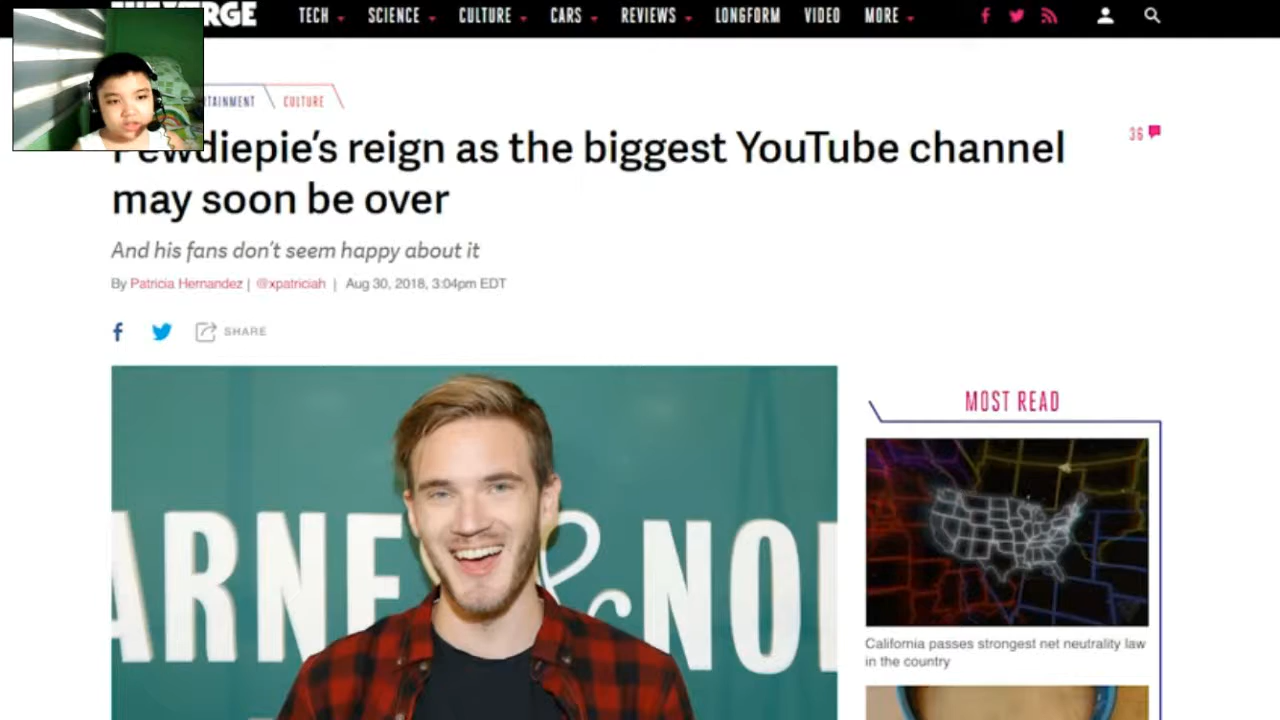 TECH SCIENCE CULTURE CARS REVIEWS LONGFORM VIDEO MORE
CULTURE
36
reign as the biggest YouTube channel
may soon be over
And his fans don't seem happy about it
By Patricia Hernandez | @xpatriciah | Aug 30, 2018, 3:04pm EDT
f SHARE
MOST READ
ARNE & NO
California passes strongest net neutrality law
in the country